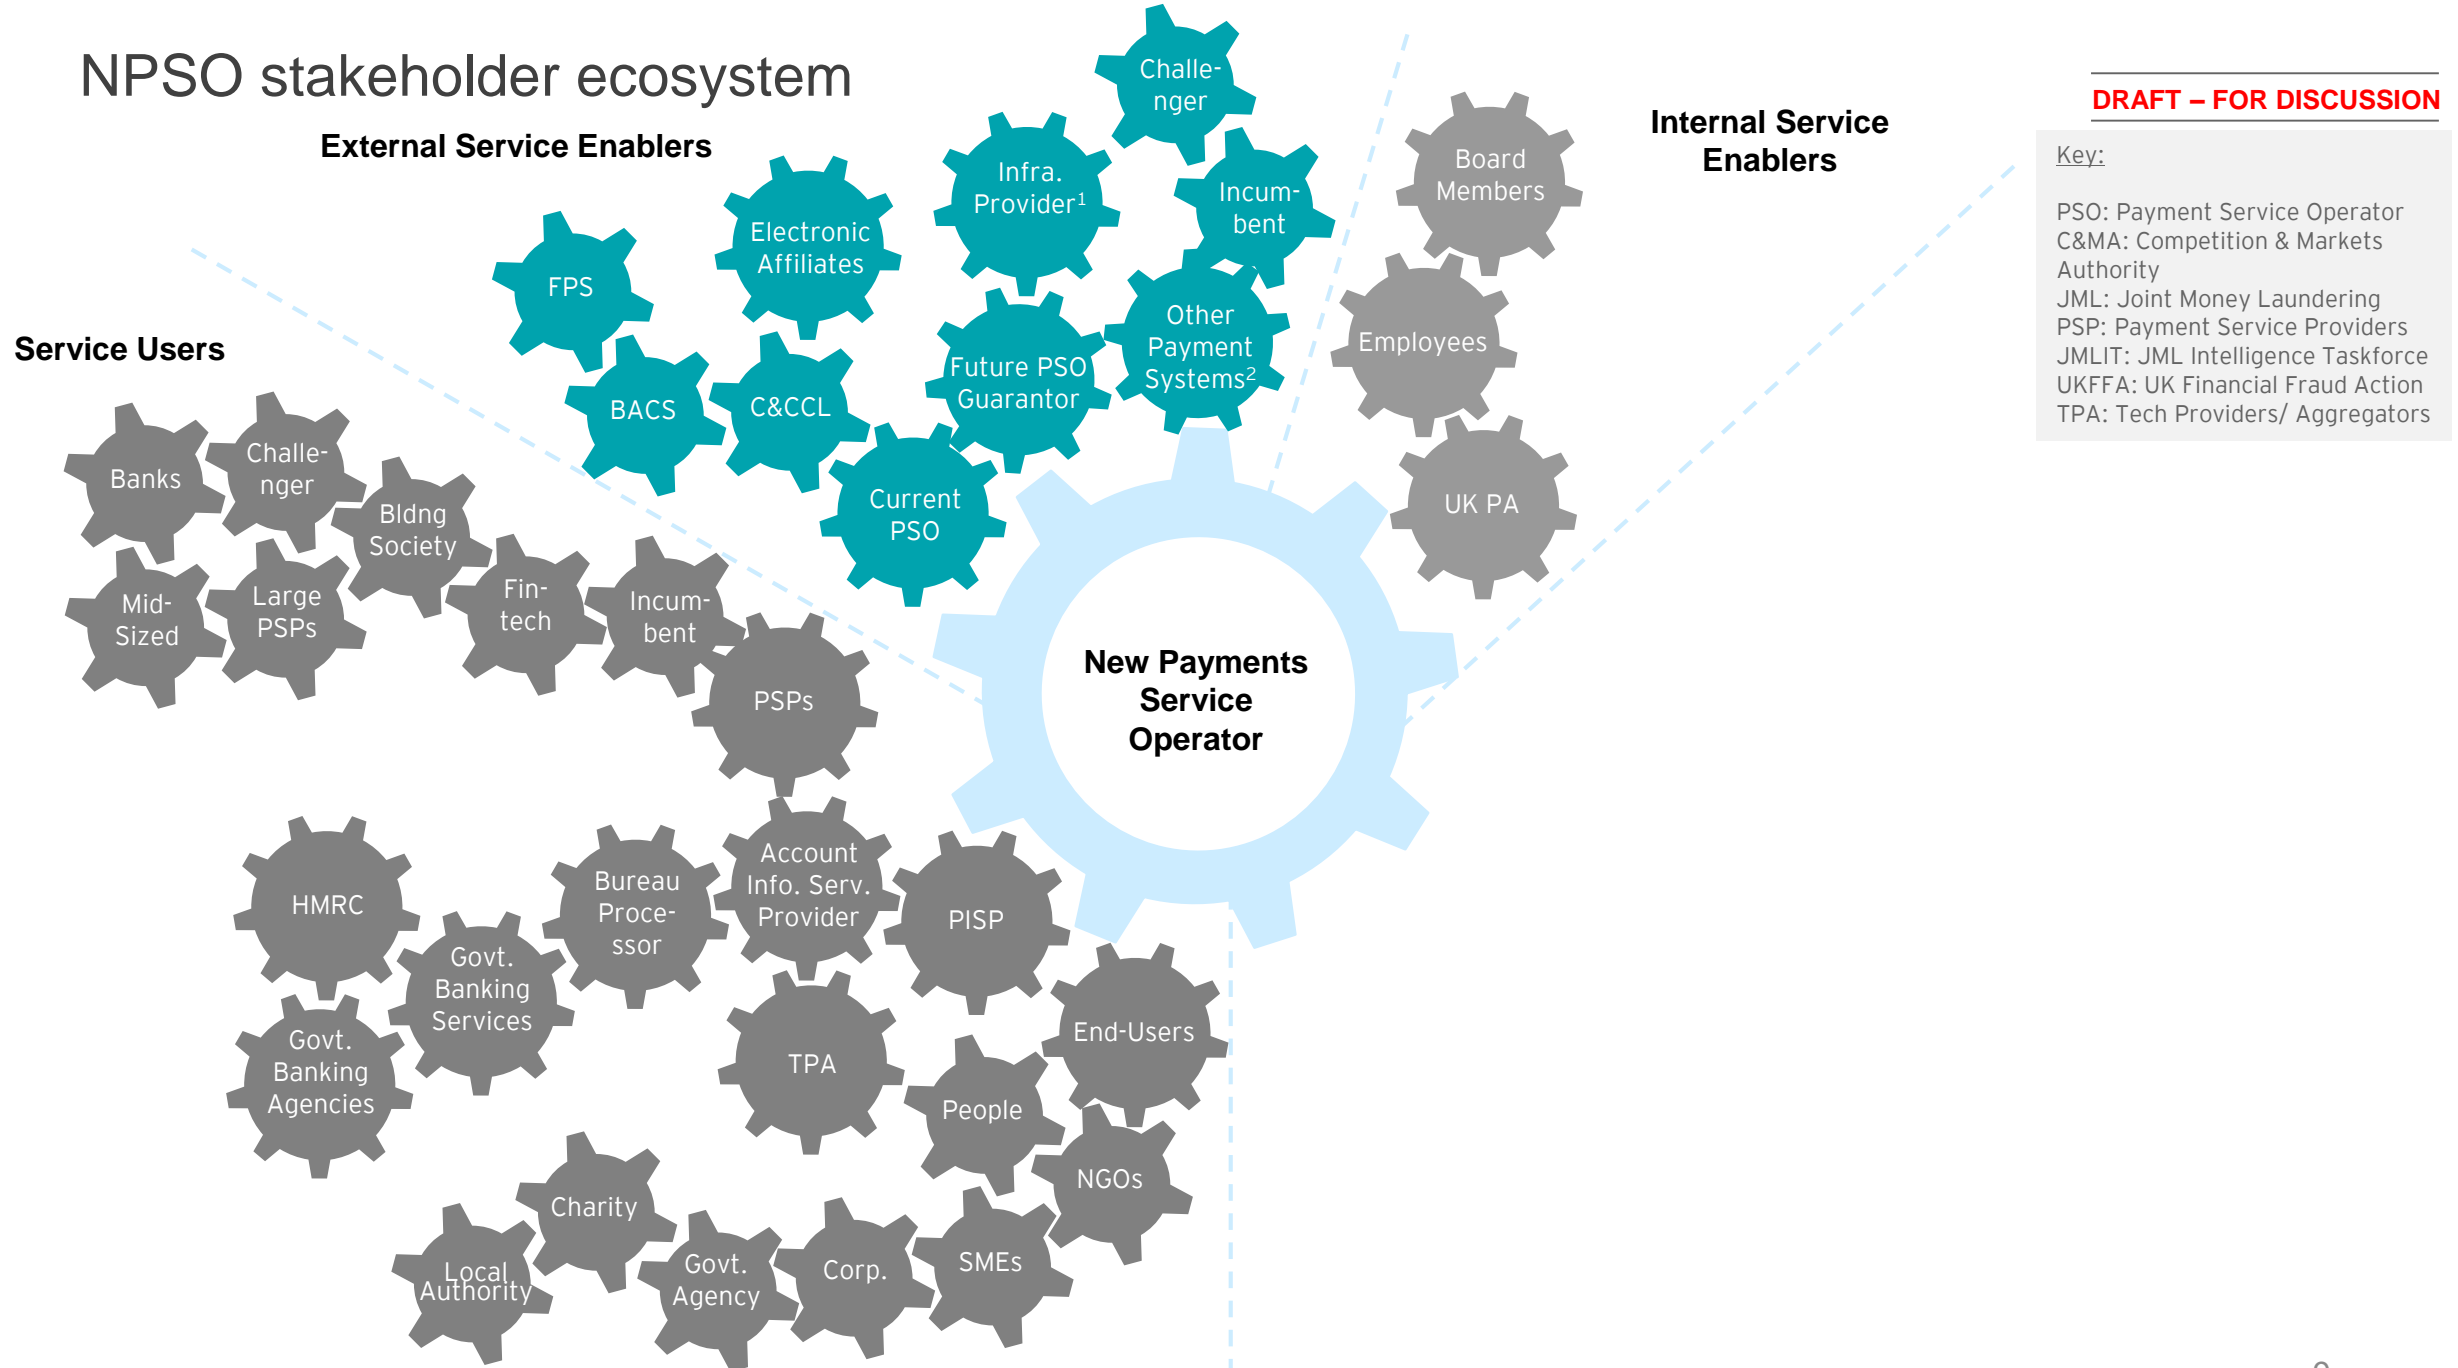 NPSO stakeholder ecosystem
DRAFT – FOR DISCUSSION
External Service Enablers
Internal Service
Enablers
Service Users
Key:
PSO: Payment Service Operator
C&MA: Competition & Markets
Authority
JML: Joint Money Laundering
PSP: Payment Service Providers
JMLIT: JML Intelligence Taskforce
UKFFA: UK Financial Fraud Action
TPA: Tech Providers/ Aggregators
Challe-
nger
Infra.
Provider1
Incum-
bent
Electronic
Affiliates
FPS
Other
Payment
Systems2
Future PSO
Guarantor
BACS
C&CCL
Current
PSO
Board
Members
Employees
UK PA
New Payments
Service
Operator
Banks
Challe-
nger
Bldng
Society
Mid-
Sized
Large
PSPs
Fin-
tech
Incum-
bent
PSPs
HMRC
Bureau
Proce-
ssor
Account
Info. Serv.
Provider
PISP
Govt.
Banking
Services
Govt.
Banking
Agencies
TPA
End-Users
People
NGOs
Charity
Local
Authority
Govt.
Agency
Corp.
SMEs